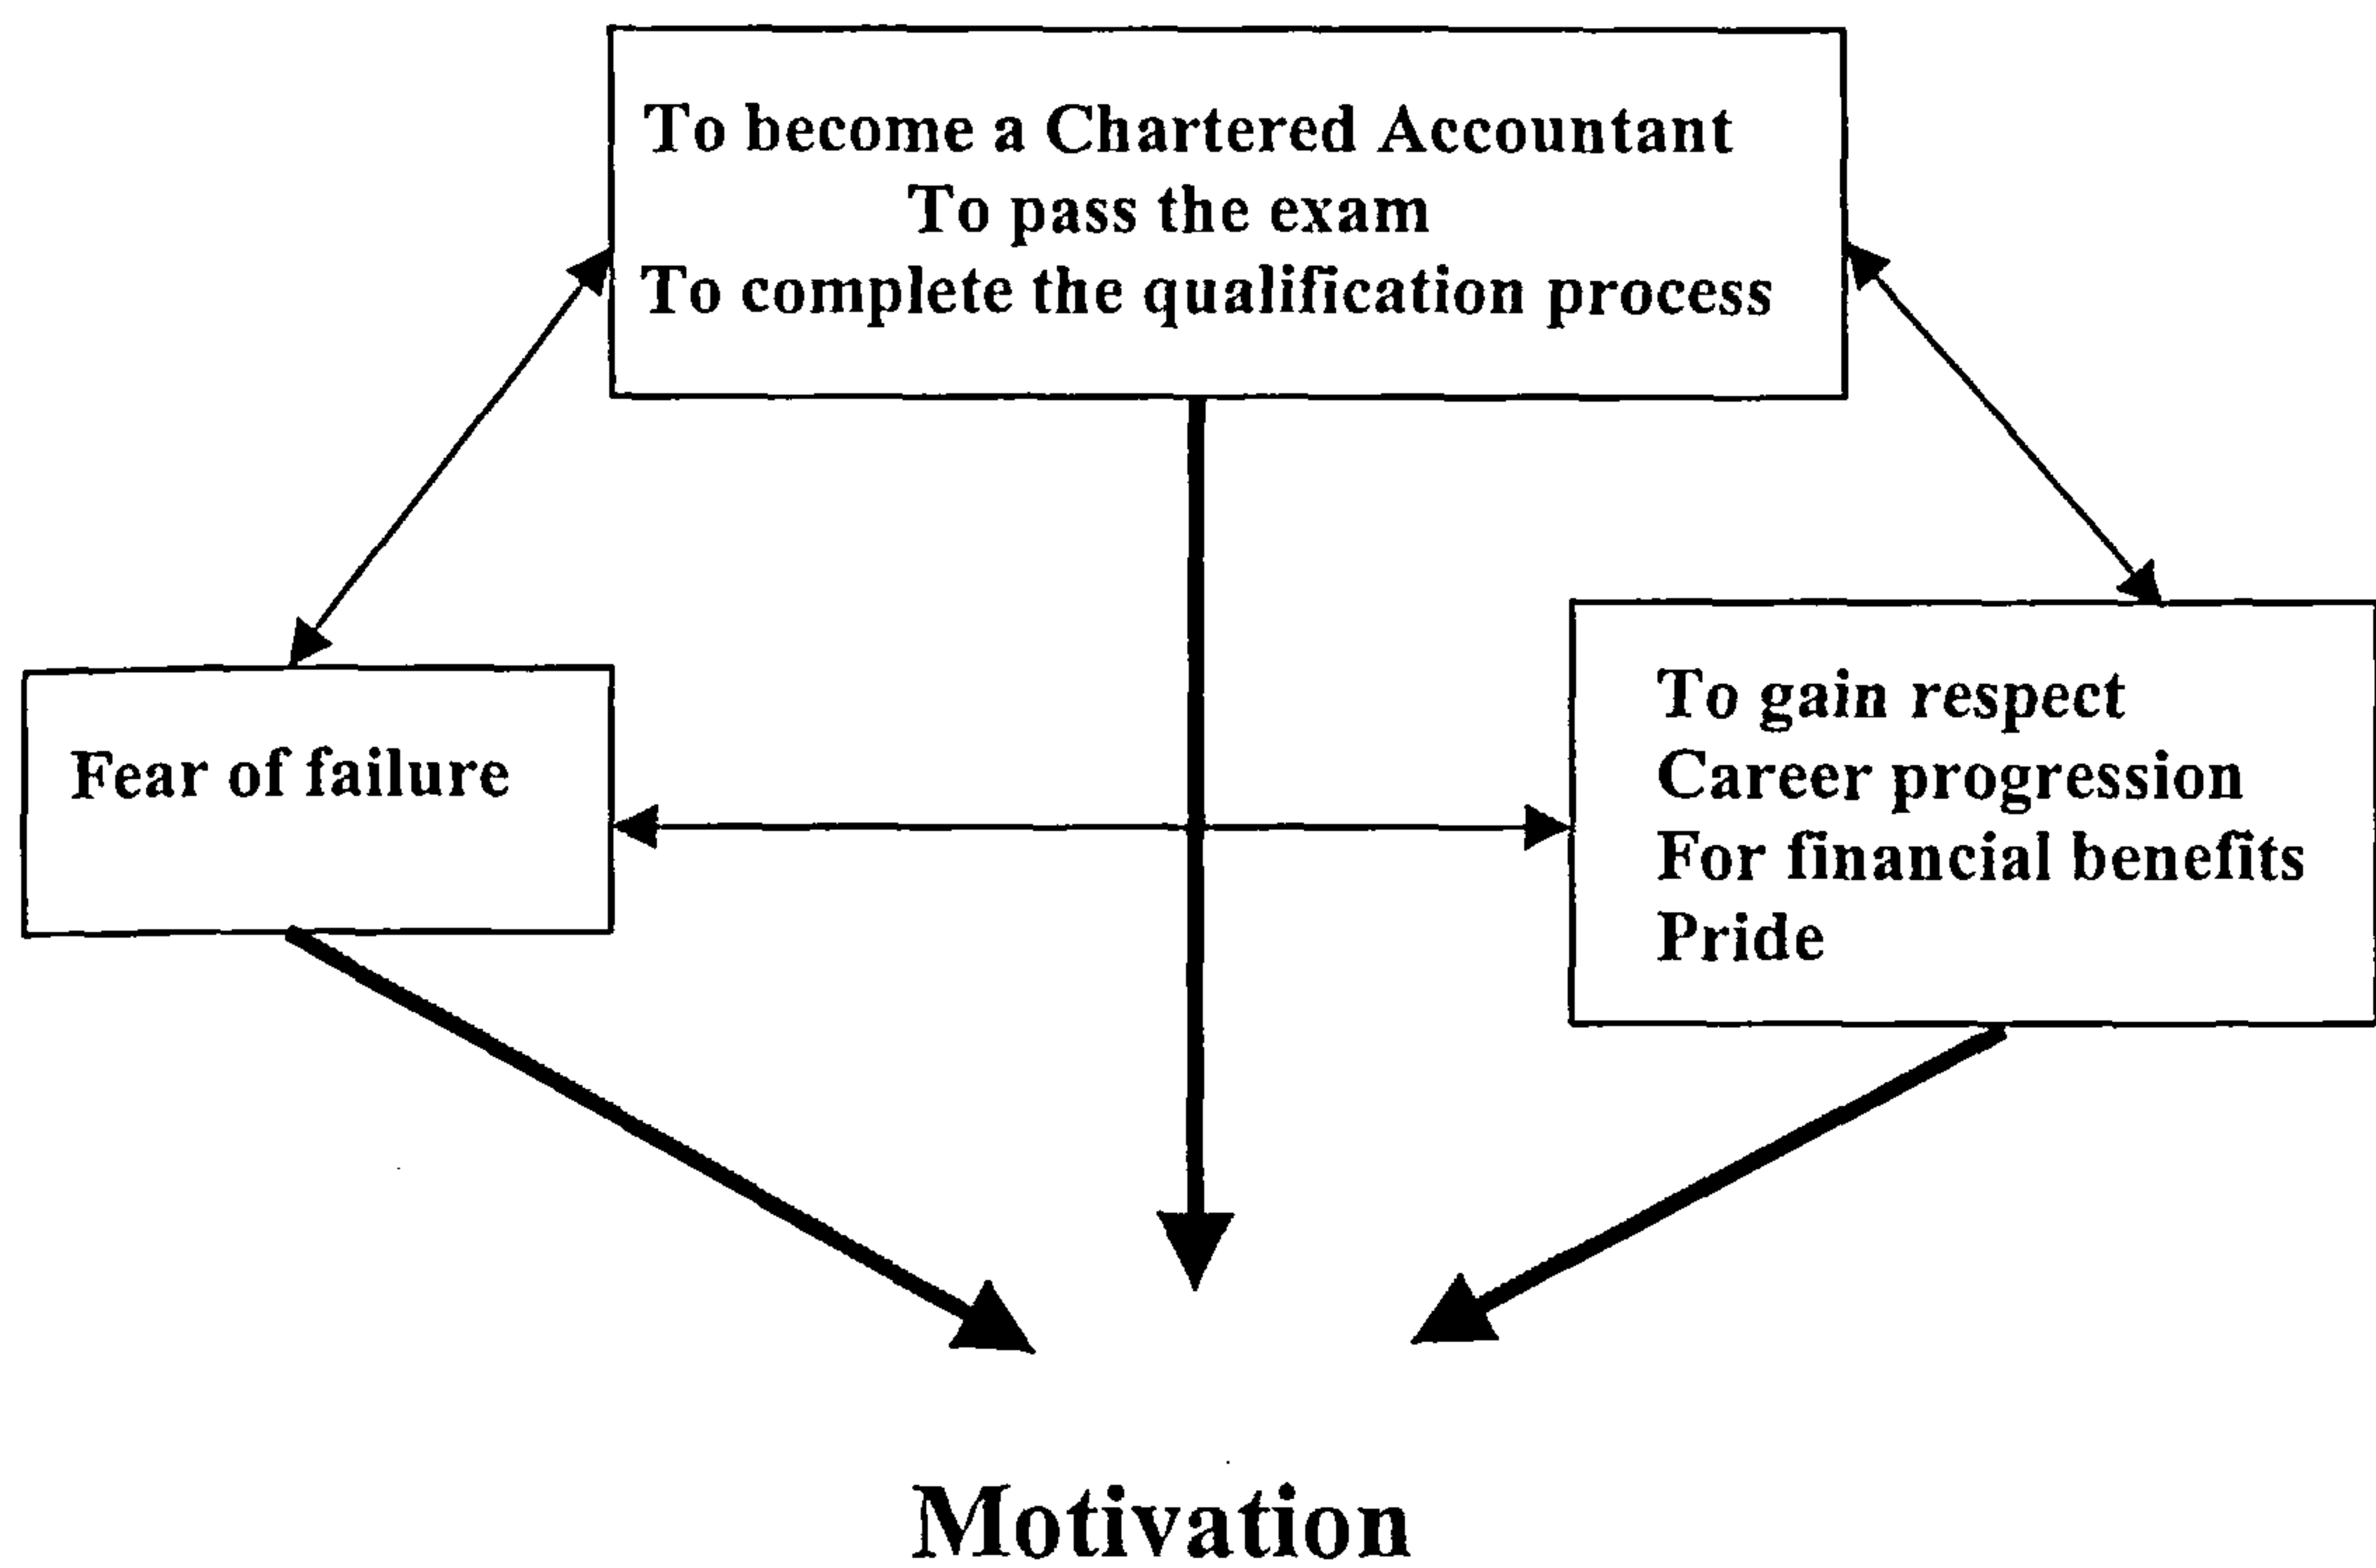 To become a Chartered Accountant
To pass the exam
To complete the qualification process
Fear of failure
To gain respect
Career progression
For financial benefits
Pride
Motivation